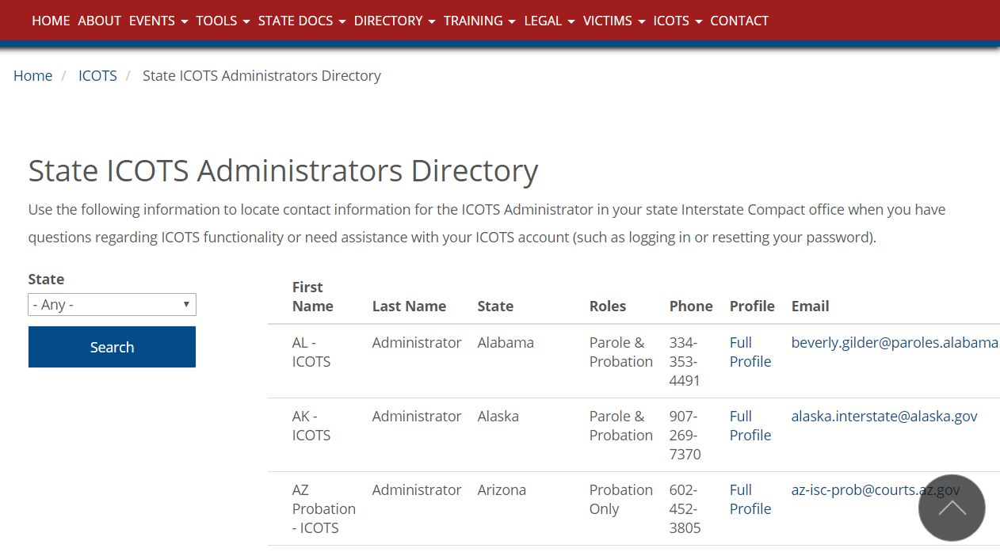 HOME ABOUT EVENTS TOOLS STATE DOCS DIRECTORY TRAINING LEGAL VICTIMS ICOTS CONTACT
Home / ICOTS / State ICOTS Administrators Directory
State ICOTS Administrators Directory
Use the following information to locate contact information for the ICOTS Administrator in your state Interstate Compact office when you have
questions regarding ICOTS functionality or need assistance with your ICOTS account (such as logging in or resetting your password).
State
- Any -
Search
First
Name Last Name State Roles Phone Profile Email
AL - Administrator Alabama Parole & 334- Full beverly.gilder@paroles.alabama
ICOTS Probation 353- Profile
4491
AK - Administrator Alaska Parole & 907- Full alaska.interstate@alaska.gov
ICOTS Probation 269- Profile
7370
AZ Administrator Arizona Probation 602- Full az-isc-prob@courts.az.gov
Probation Only 452- Profile
- ICOTS 3805